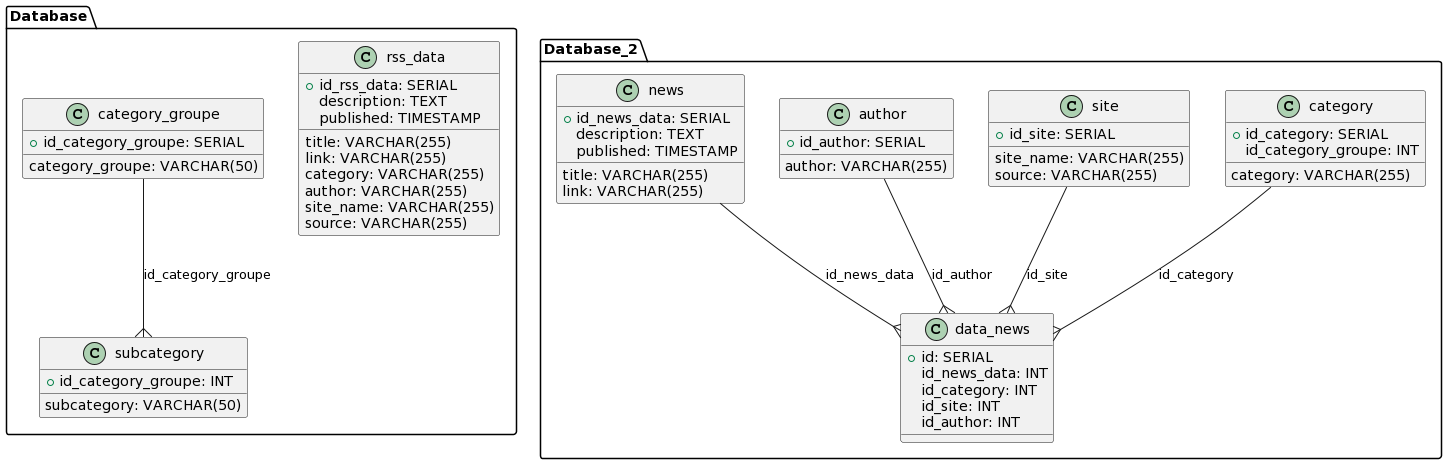 Database
C category_groupe
id_category_groupe: SERIAL
category_groupe: VARCHAR(50)
C rss_data
id_rss_data: SERIAL
description: TEXT
published: TIMESTAMP
title: VARCHAR(255)
link: VARCHAR(255)
category: VARCHAR(255)
author: VARCHAR(255)
site_name: VARCHAR(255)
source: VARCHAR(255)
id_category_groupe
C subcategory
id_category_groupe: INT
subcategory: VARCHAR(50)
Database_2
C news
id_news_data: SERIAL
description: TEXT
published: TIMESTAMP
title: VARCHAR(255)
link: VARCHAR(255)
C author
id_author: SERIAL
author: VARCHAR(255)
C site
id_site: SERIAL
site_name: VARCHAR(255)
source: VARCHAR(255)
C category
id_category: SERIAL
id_category_groupe: INT
category: VARCHAR(255)
id_news_data
id_author
id_site
id_category
C data_news
id: SERIAL
id_news_data: INT
id_category: INT
id_site: INT
id_author: INT